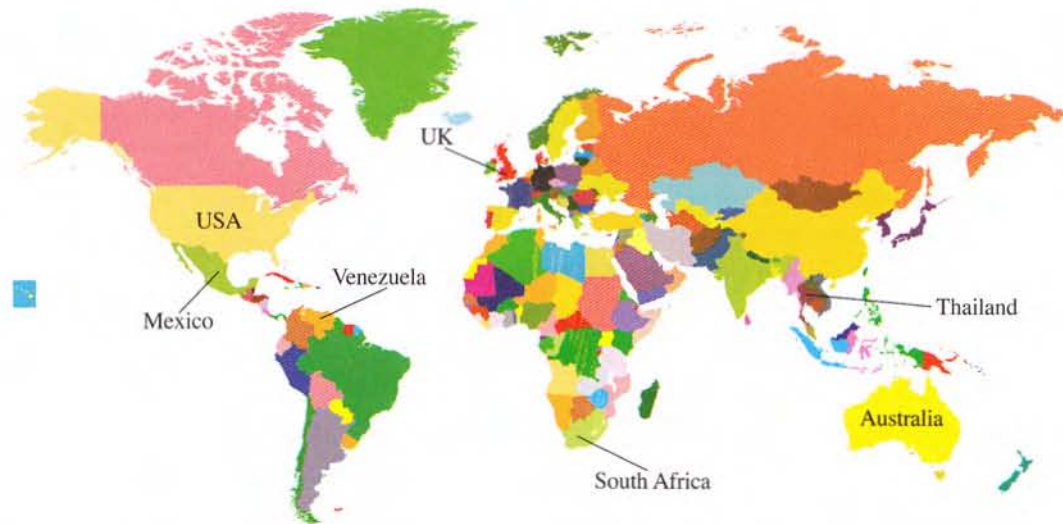 UK
USA
Venezuela
Mexico
Thailand
Australia
South Africa